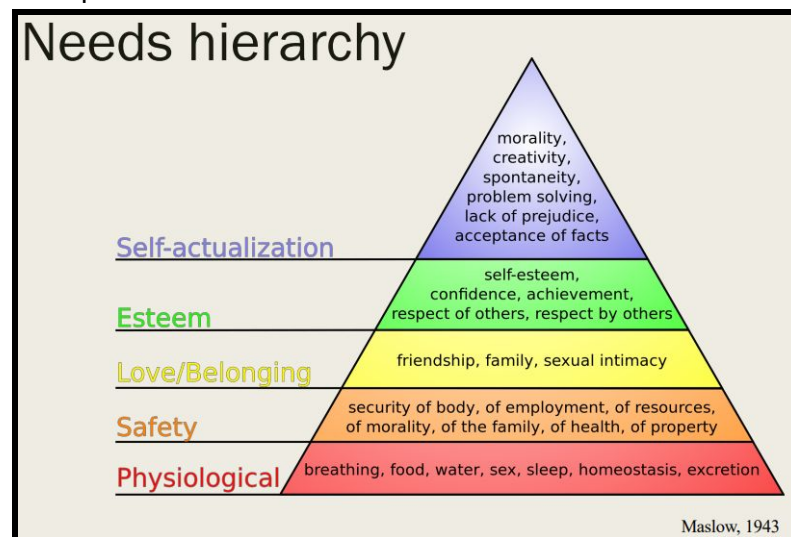 Needs hierarchy
morality,
creativity,
spontaneity,
problem solving,
lack of prejudice,
acceptance of facts
Self-actualization
self-esteem,
confidence, achievement,
respect of others, respect by others
Esteem
friendship, family, sexual intimacy
Love/Belonging
security of body, of employment, of resources,
of morality, of the family, of health, of property
Safety
breathing, food, water, sex, sleep, homeostasis, excretion
Physiological
Maslow, 1943